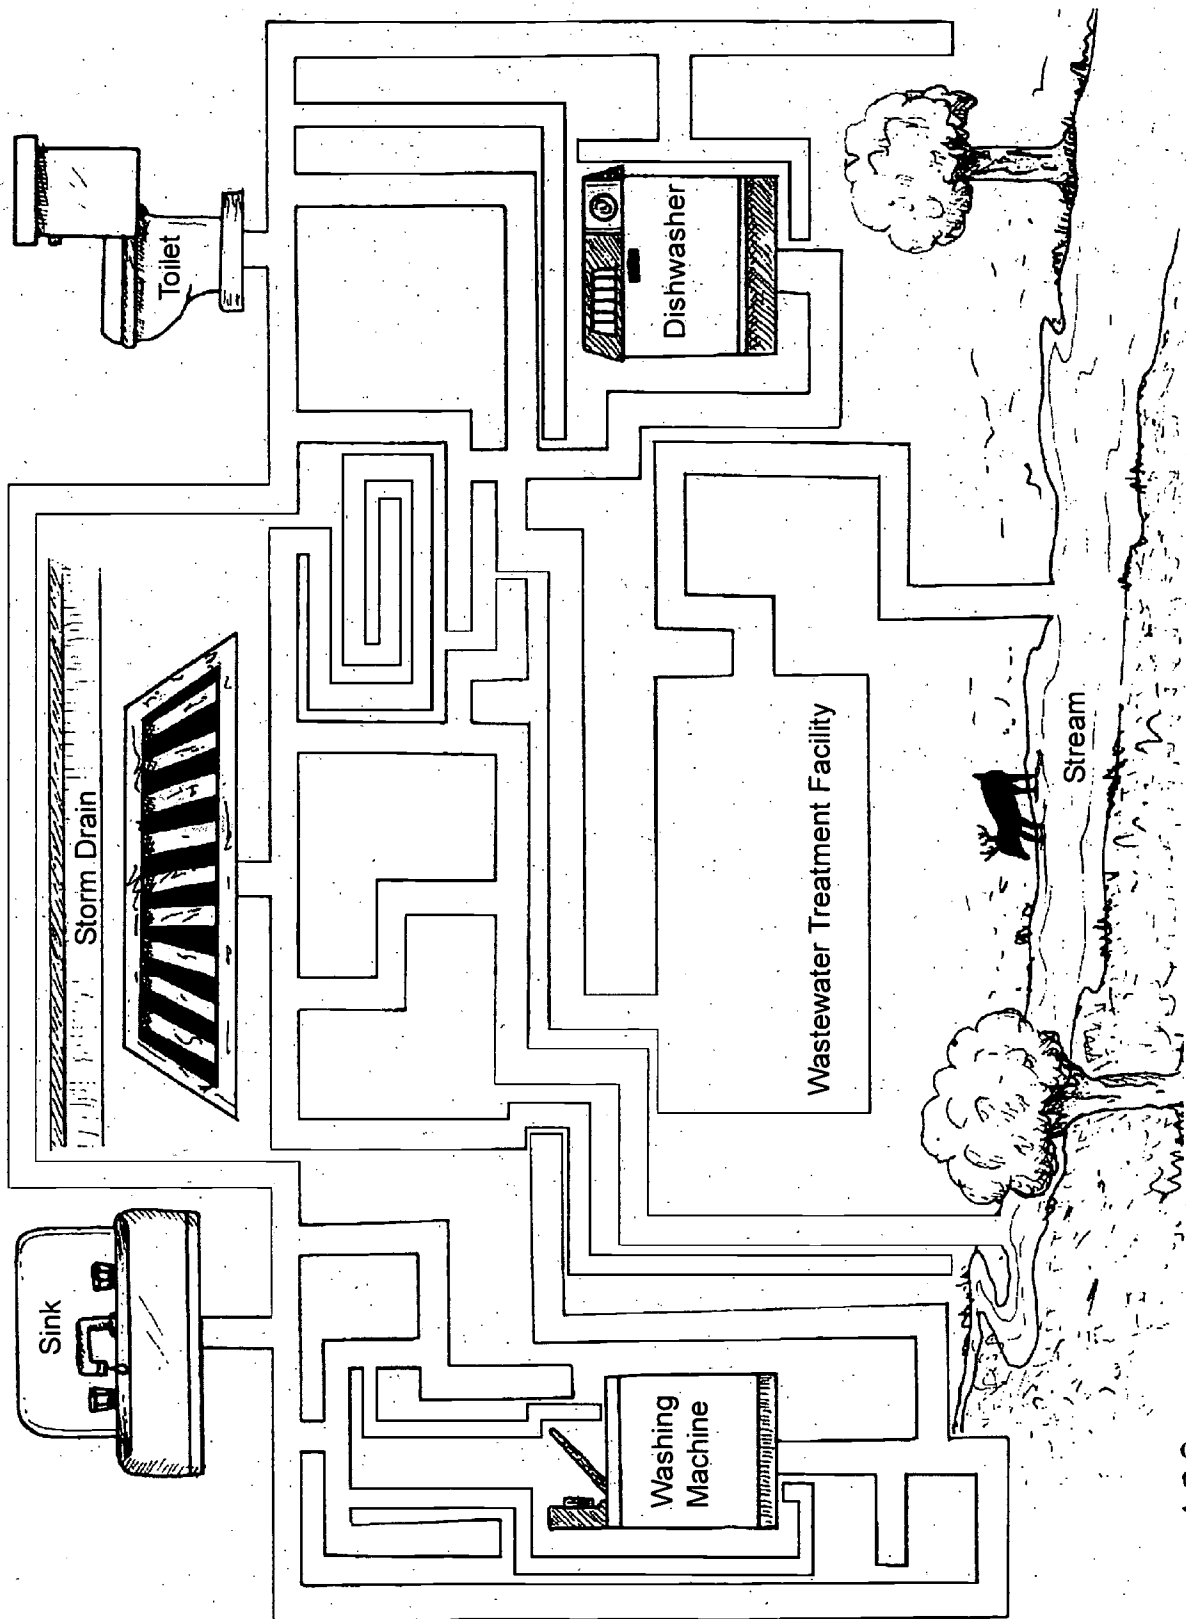 Sink
Storm Drain
Toilet
Washing
Machine
Dishwasher
Wastewater Treatment Facility
Stream